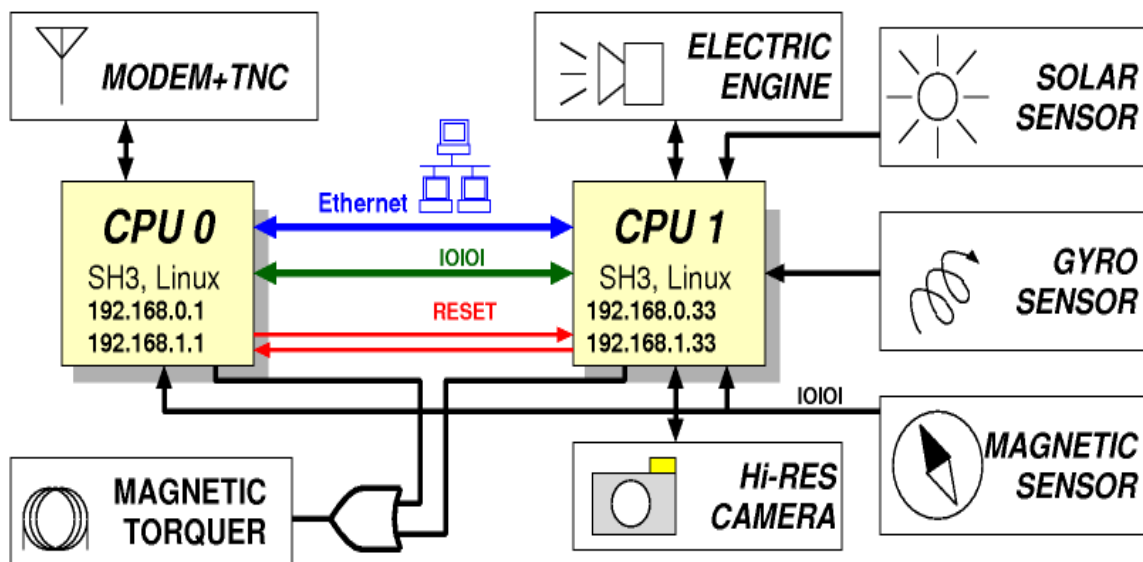 MODEM+TNC
ELECTRIC
ENGINE
SOLAR
SENSOR
Ethernet
CPU 0
SH3, Linux
192.168.0.1
192.168.1.1
IOIOI
RESET
CPU 1
SH3, Linux
192.168.0.33
192.168.1.33
GYRO
SENSOR
IOIOI
MAGNETIC
SENSOR
MAGNETIC
TORQUER
Hi-RES
CAMERA